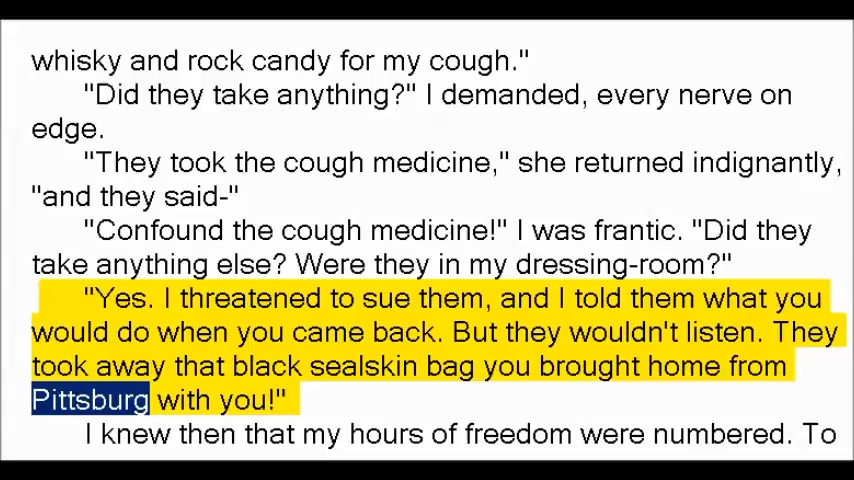 whisky and rock candy for my cough."
"Did they take anything?" I demanded, every nerve on
edge.
"They took the cough medicine," she returned indignantly,
"and they said-"
"Confound the cough medicine!" I was frantic. "Did they
take anything else? Were they in my dressing-room?"
"Yes. I threatened to sue them, and I told them what you
would do when you came back. But they wouldn't listen. They
took away that black sealskin bag you brought home from
Pittsburg with you!"
I knew then that my hours of freedom were numbered. To